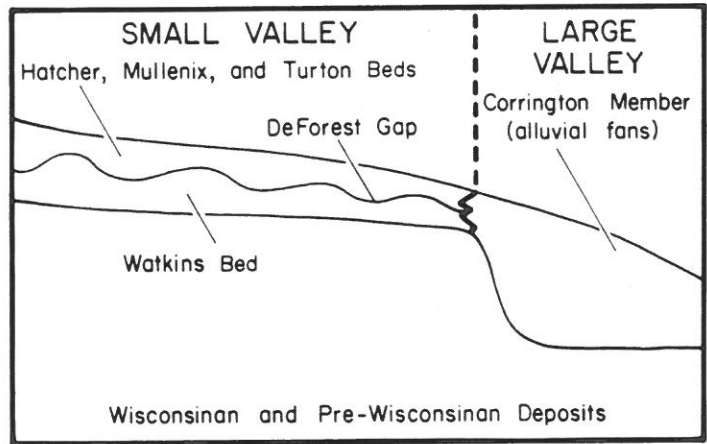 SMALL VALLEY
LARGE
VALLEY
Hatcher, Mullenix, and Turton Beds
Corrington Member
(alluvial fans)
DeForest Gap
Watkins Bed
Wisconsinan and Pre-Wisconsinan Deposits